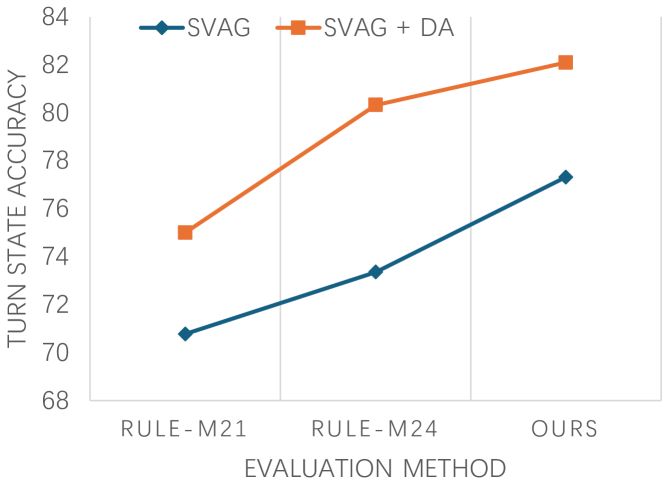 SVAG SVAG + DA
84
82
80
78
76
74
72
70
68
TURN STATE ACCURACY
RULE-M21 RULE-M24 OURS
EVALUATION METHOD